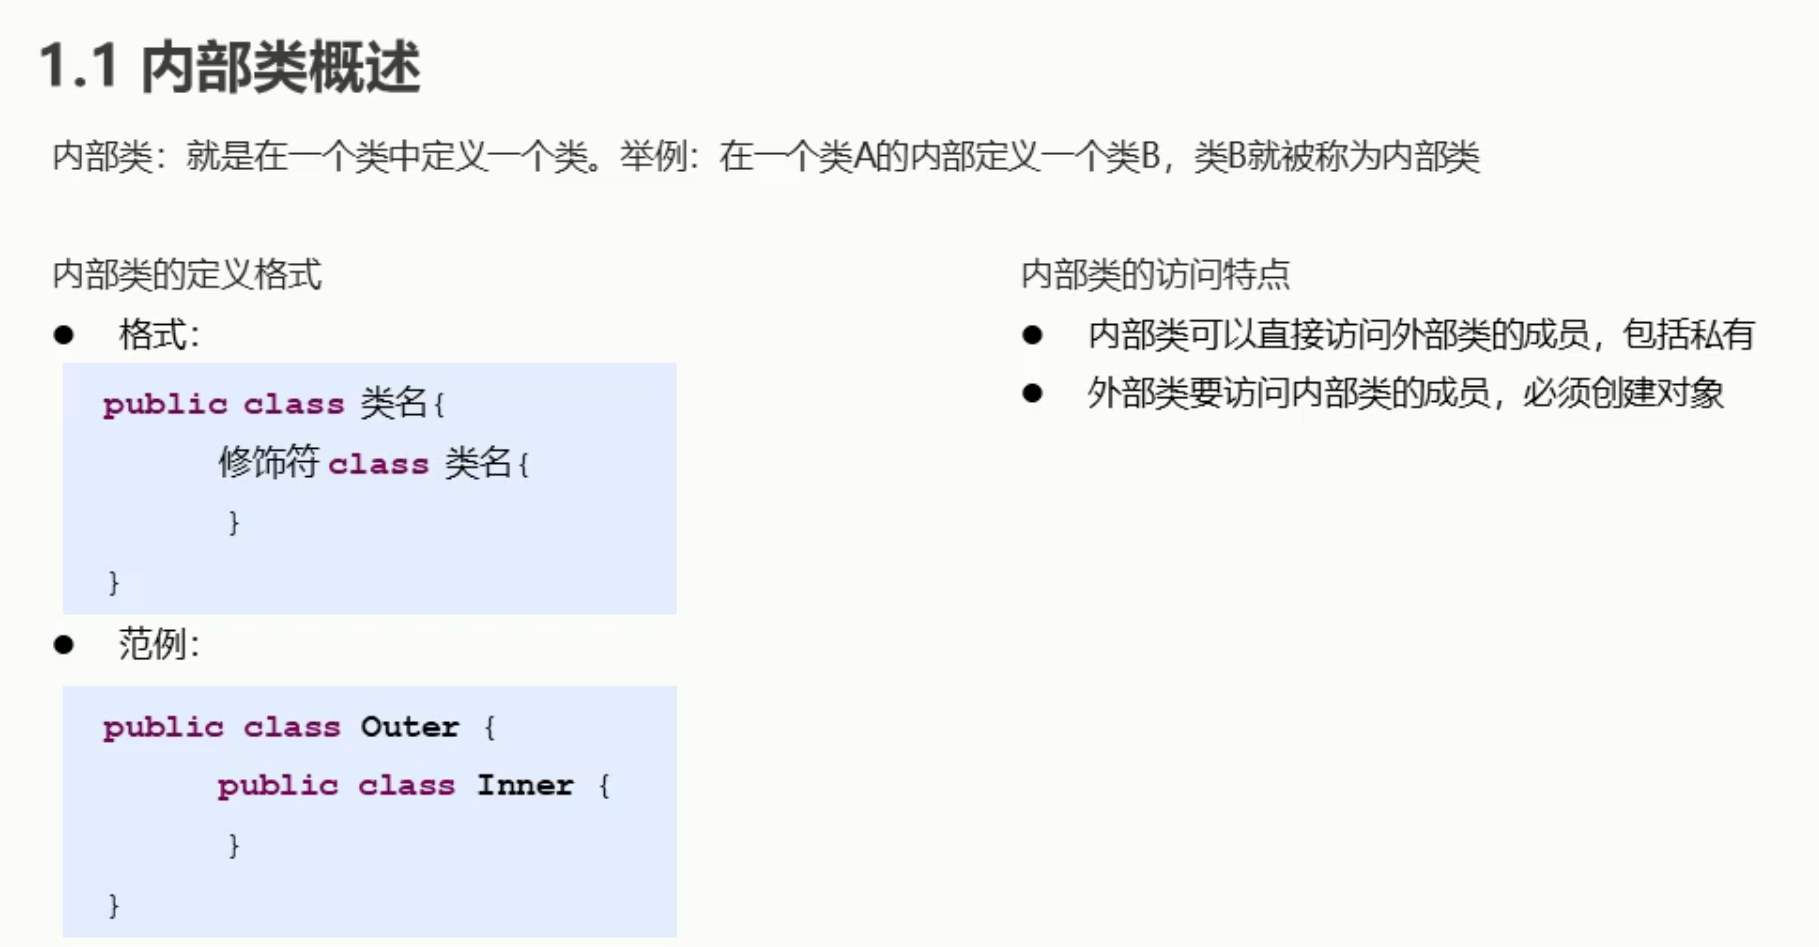 1.1 内部类概述
内部类：就是在一个类中定义一个类。举例：在一个类A的内部定义一个类B，类B就被称为内部类
内部类的定义格式
● 格式：
public class 类名{
修饰符 class 类名{
}
}
● 范例：
public class Outer {
public class Inner {
}
}
内部类的访问特点
● 内部类可以直接访问外部类的成员，包括私有
● 外部类要访问内部类的成员，必须创建对象